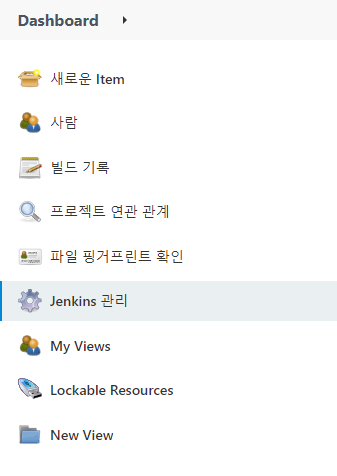 Dashboard
새로운 Item
사람
빌드 기록
프로젝트 연관 관계
파일 핑거프린트 확인
Jenkins 관리
My Views
Lockable Resources
New View